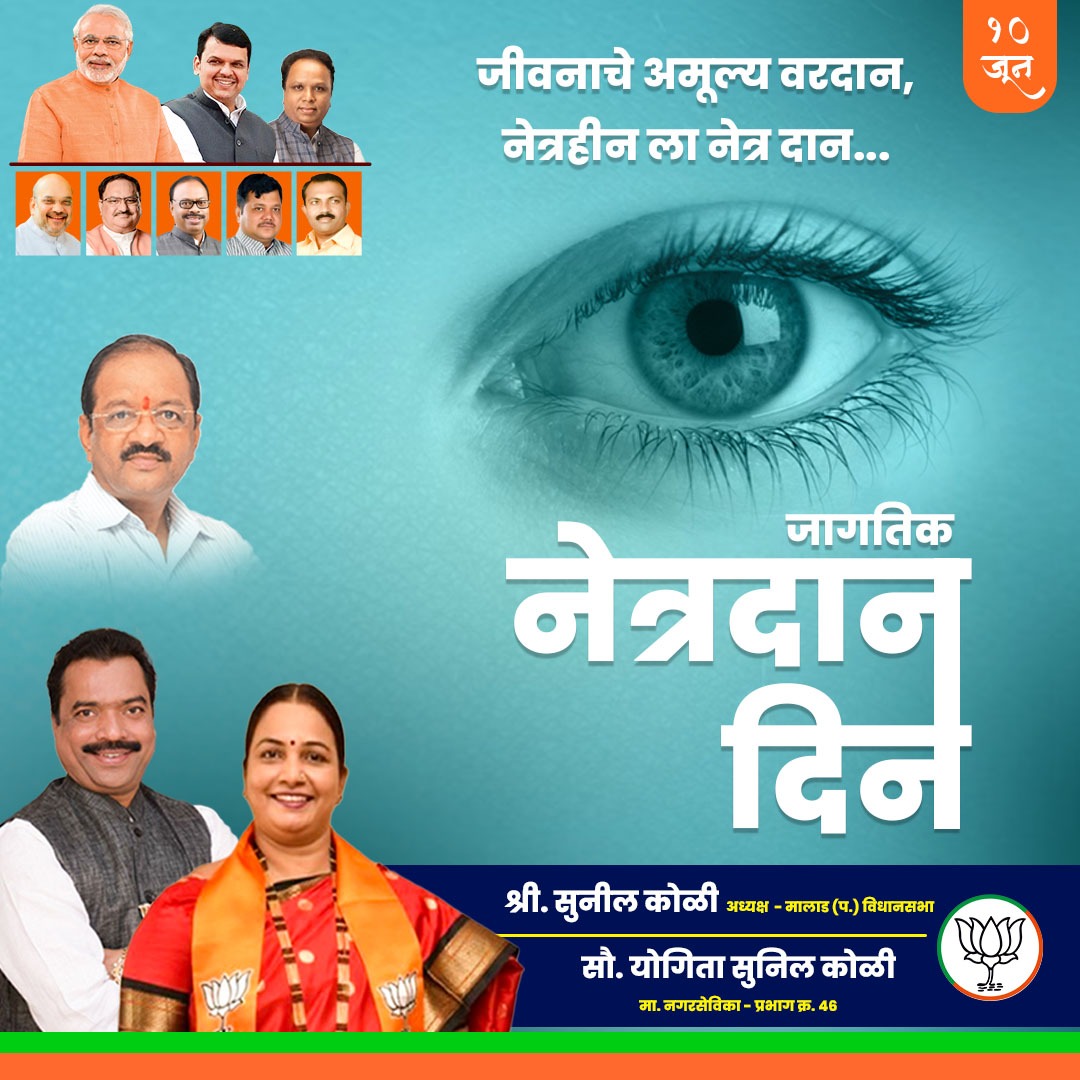 १० जून
जीवनाचे अमूल्य वरदान,
नेत्रहीन ला नेत्र दान...
जागतिक
नेत्रदान
दिन
श्री. सुनील कोळी अध्यक्ष - मालाड (प.) विधानसभा
सौ. योगिता सुनिल कोळी
मा. नगरसेविका - प्रभाग क्र. 46